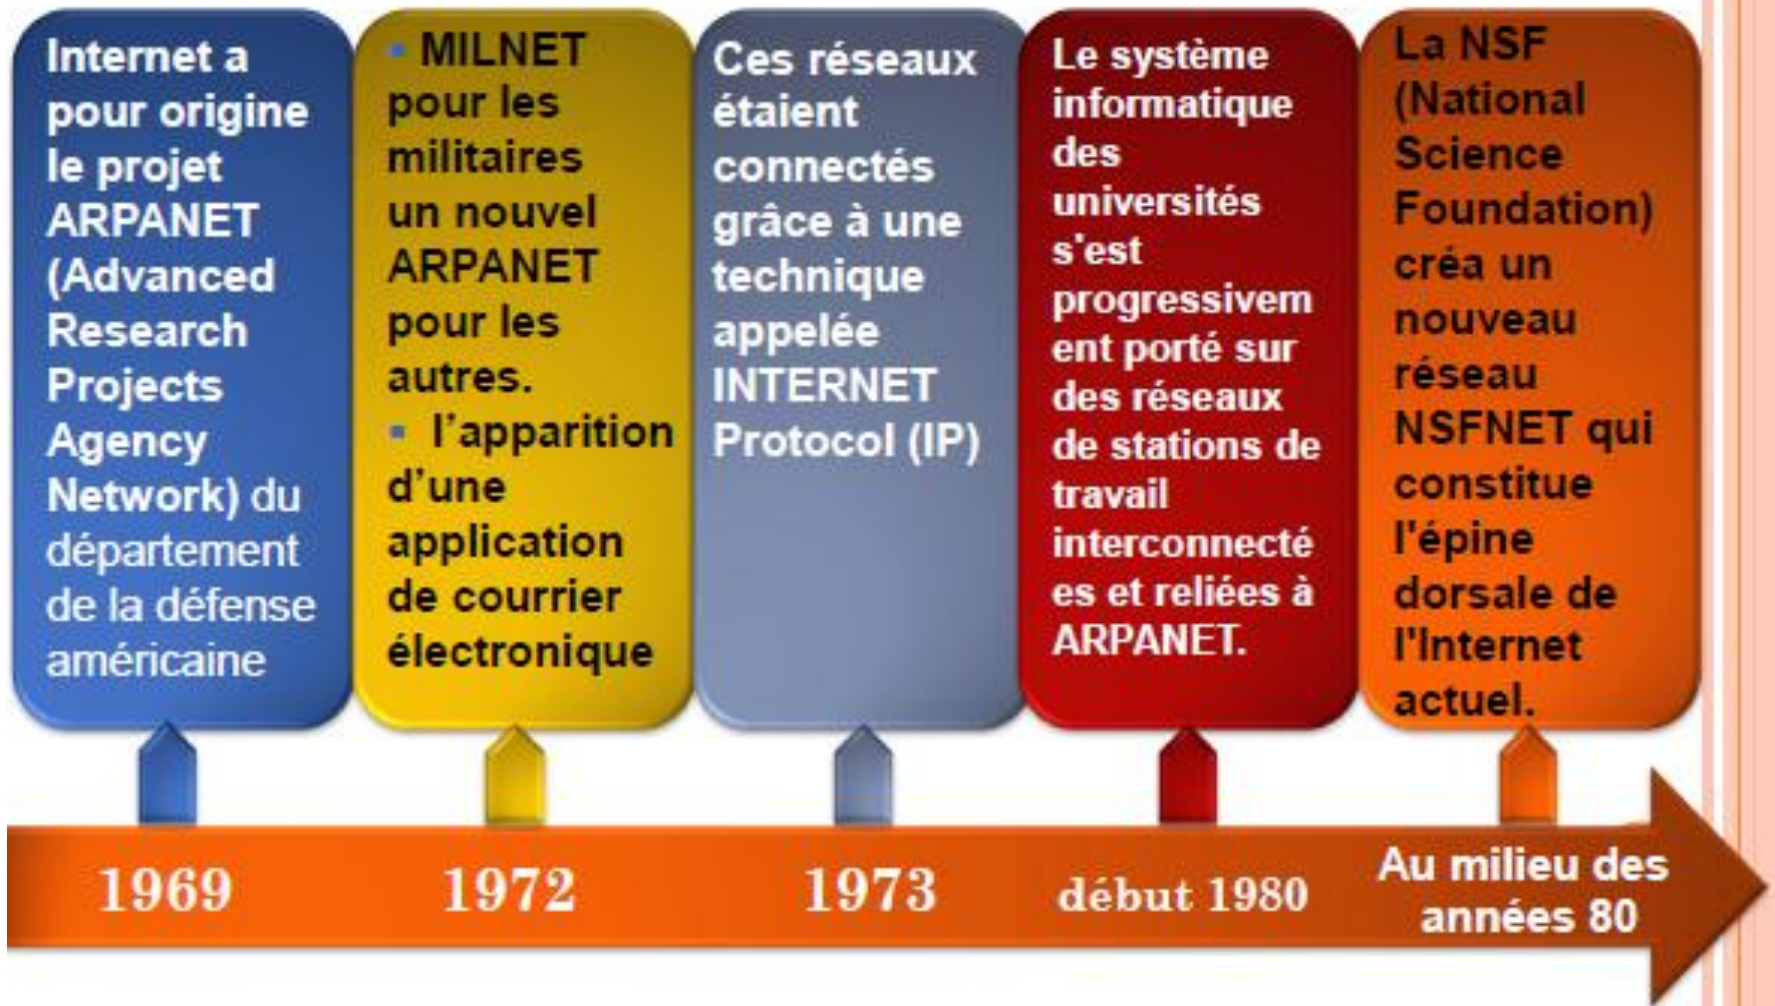 Internet a
pour origine
le projet
ARPANET
(Advanced
Research
Projects
Agency
Network) du
département
de la défense
américaine
▪ MILNET
pour les
militaires
un nouvel
ARPANET
pour les
autres.
▪ l’apparition
d’une
application
de courrier
électronique
Ces réseaux
étaient
connectés
grâce à une
technique
appelée
INTERNET
Protocol (IP)
Le système
informatique
des
universités
s'est
progressivem
ent porté sur
des réseaux
de stations de
travail
interconnecté
es et reliées à
ARPANET.
La NSF
(National
Science
Foundation)
créa un
nouveau
réseau
NSFNET qui
constitue
l'épine
dorsale de
l'Internet
actuel.
1969
1972
1973
début 1980
Au milieu des
années 80